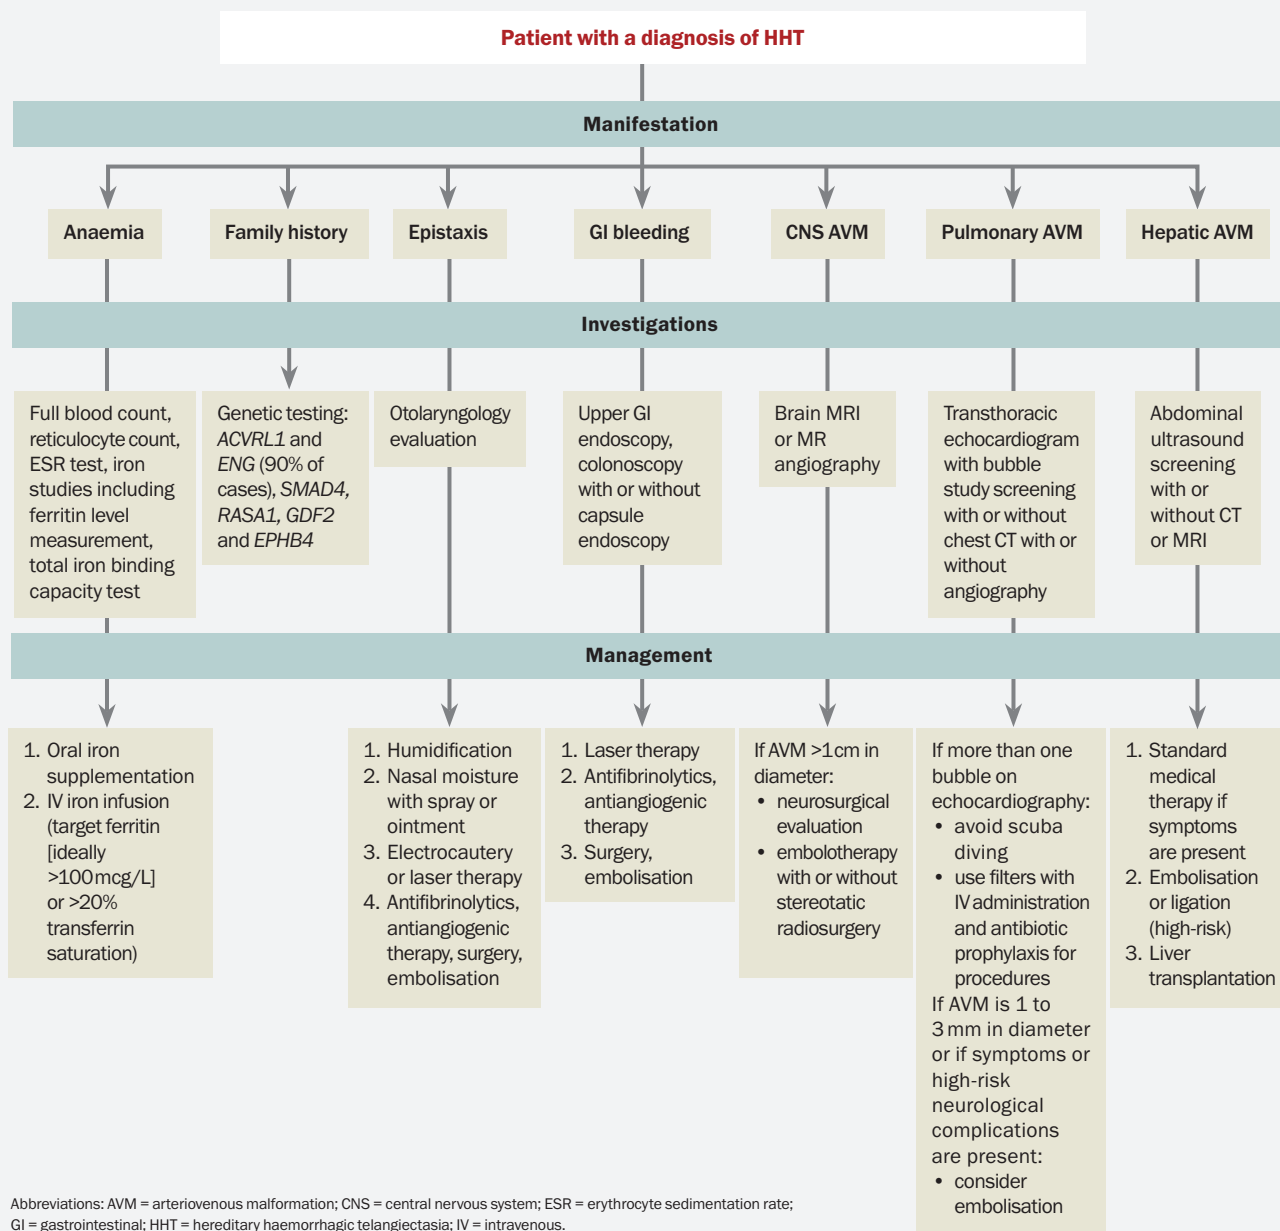 Patient with a diagnosis of HHT
Manifestation
Anaemia
Family history
Epistaxis
GI bleeding
CNS AVM
Pulmonary AVM
Hepatic AVM
Investigations
Full blood count,
reticulocyte count,
ESR test, iron
studies including
ferritin level
measurement,
total iron binding
capacity test
Genetic testing:
ACVRL1 and
ENG (90% of
cases), SMAD4,
RASA1, GDF2
and EPHB4
Otolaryngology
evaluation
Upper GI
endoscopy,
colonoscopy
with or without
capsule
endoscopy
Brain MRI
or MR
angiography
Transthoracic
echocardiogram
with bubble
study screening
with or without
chest CT with or
without
angiography
Abdominal
ultrasound
screening
with or
without CT
or MRI
Management
1. Oral iron
supplementation
2. IV iron infusion
(target ferritin
[ideally
>100 mcg/L]
or >20%
transferrin
saturation)
1. Humidification
2. Nasal moisture
with spray or
ointment
3. Electrocautery
or laser therapy
4. Antifibrinolytics,
antiangiogenic
therapy, surgery,
embolisation
1. Laser therapy
2. Antifibrinolytics,
antiangiogenic
therapy
3. Surgery,
embolisation
If AVM >1 cm in
diameter:
• neurosurgical
evaluation
• embolotherapy
with or without
stereotatic
radiosurgery
If more than one
bubble on
echocardiography:
• avoid scuba
diving
• use filters with
IV administration
and antibiotic
prophylaxis for
procedures
If AVM is 1 to
3 mm in diameter
or if symptoms or
high-risk
neurological
complications
are present:
• consider
embolisation
1. Standard
medical
therapy if
symptoms
are present
2. Embolisation
or ligation
(high-risk)
3. Liver
transplantation
Abbreviations: AVM = arteriovenous malformation; CNS = central nervous system; ESR = erythrocyte sedimentation rate;
GI = gastrointestinal; HHT = hereditary haemorrhagic telangiectasia; IV = intravenous.